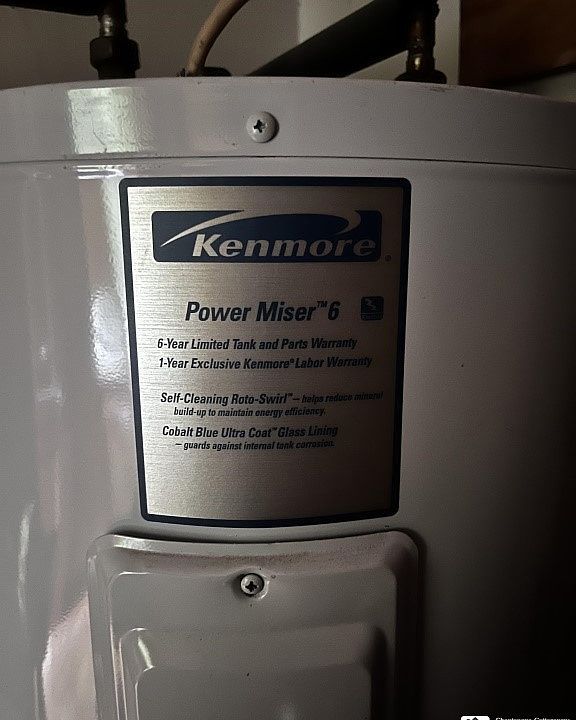 Kenmore®
Power Miser™6
6-Year Limited Tank and Parts Warranty
1-Year Exclusive Kenmore® Labor Warranty
Self-Cleaning Roto-Swirl™ – helps reduce mineral
build-up to maintain energy efficiency.
Cobalt Blue Ultra Coat™ Glass Lining
– guards against internal tank corrosion.